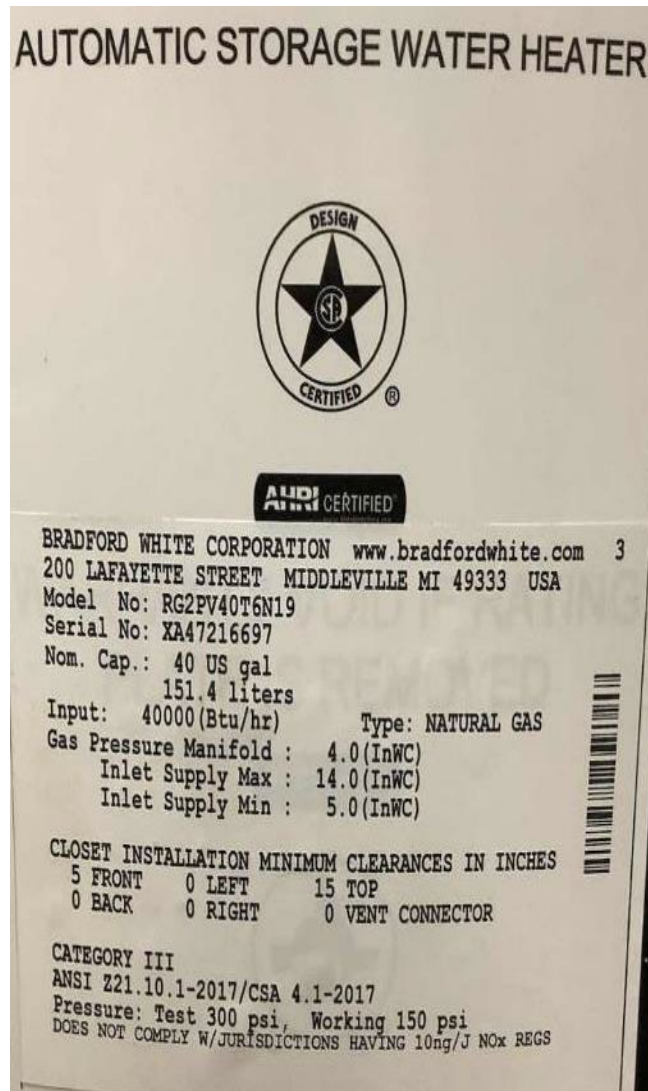 AUTOMATIC STORAGE WATER HEATER
DESIGN
CERTIFIED ®
AHRI CERTIFIED®
BRADFORD WHITE CORPORATION www.bradfordwhite.com 3
200 LAFAYETTE STREET MIDDLEVILLE MI 49333 USA
Model No: RG2PV40T6N19
Serial No: XA47216697
Nom. Cap.: 40 US gal
151.4 liters
Input: 40000(Btu/hr) Type: NATURAL GAS
Gas Pressure Manifold : 4.0(InWC)
Inlet Supply Max : 14.0(InWC)
Inlet Supply Min : 5.0(InWC)
CLOSET INSTALLATION MINIMUM CLEARANCES IN INCHES
5 FRONT 0 LEFT 15 TOP
0 BACK 0 RIGHT 0 VENT CONNECTOR
CATEGORY III
ANSI Z21.10.1-2017/CSA 4.1-2017
Pressure: Test 300 psi, Working 150 psi
DOES NOT COMPLY W/JURISDICTIONS HAVING 10ng/J NOx REGS